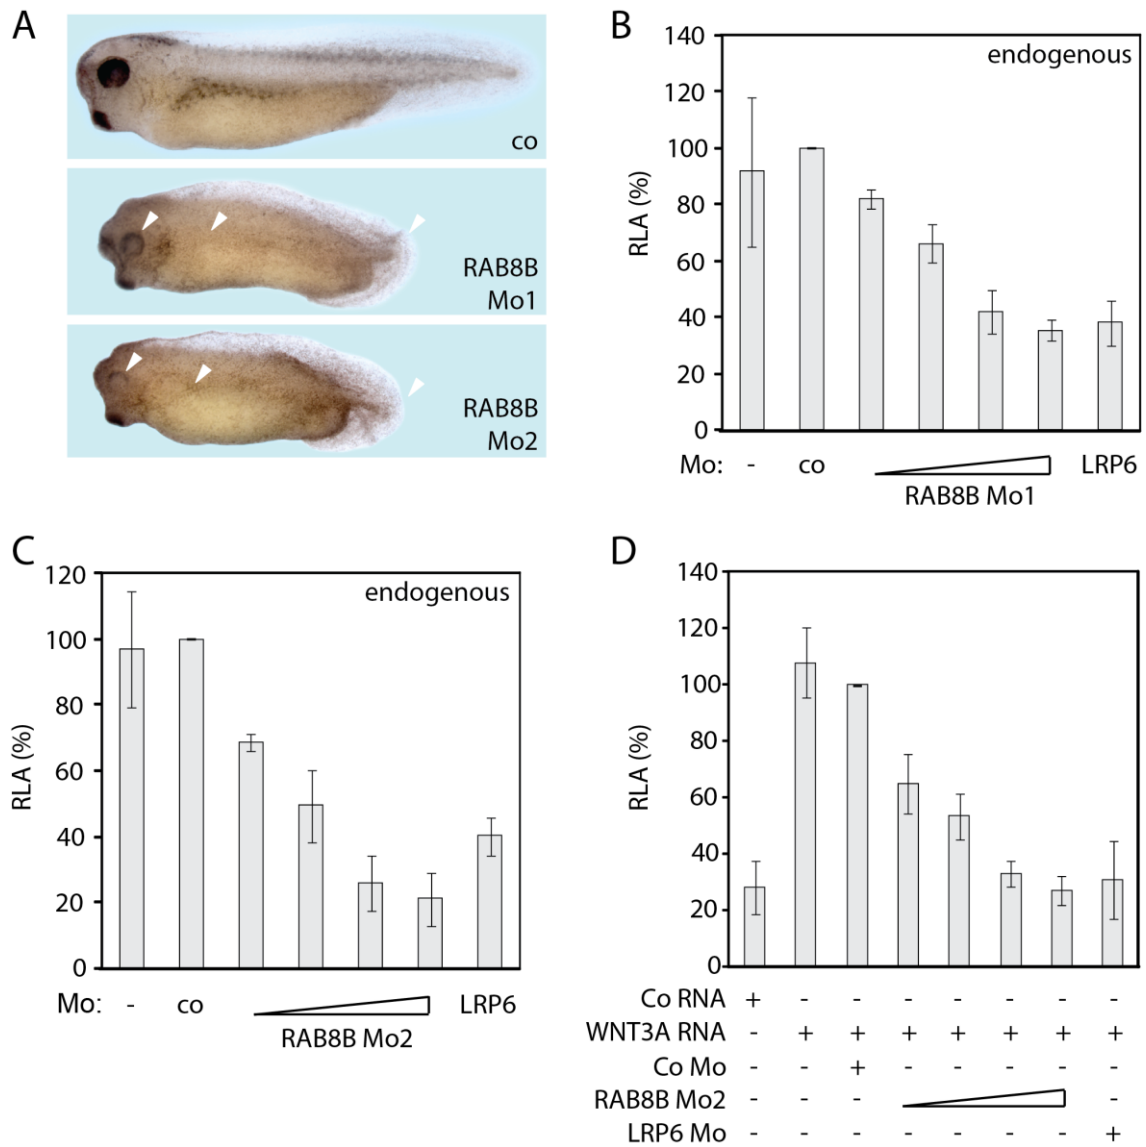 A
co
RAB8B
Mo1
RAB8B
Mo2
B
endogenous
RLA (%)
140
120
100
80
60
40
20
0
Mo: - co LRP6
RAB8B Mo1
C
endogenous
RLA (%)
120
100
80
60
40
20
0
Mo: - co LRP6
RAB8B Mo2
D
RLA (%)
140
120
100
80
60
40
20
0
Co RNA + - - - - - - -
WNT3A RNA - + + + + + + +
Co Mo - - + - - - - -
RAB8B Mo2 - - - -
LRP6 Mo - - - - - - - +